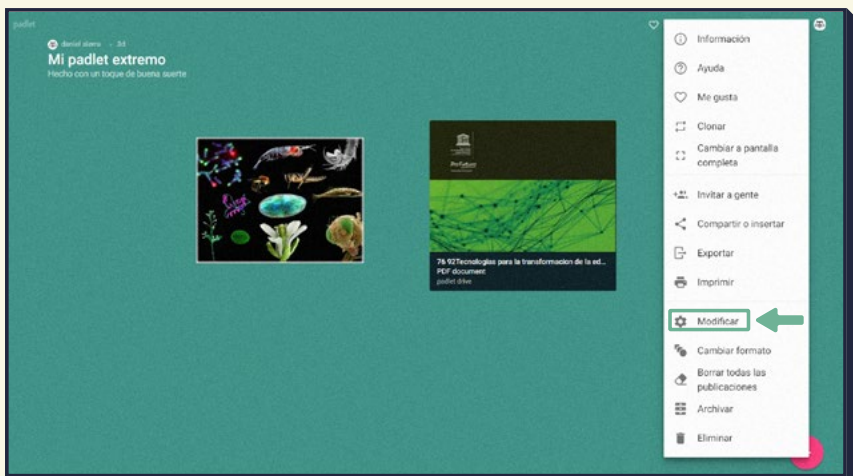 padlet
daniel
3d
Mi padlet extremo
Hecho con un toque de buena suerte
ProFuturo
76 92Tecnologias para la transformacion de la ed...
PDF document
padlet drive
Información
Ayuda
Me gusta
Clonar
Cambiar a pantalla
completa
Invitar a gente
Compartir o insertar
Exportar
Imprimir
Modificar
Cambiar formato
Borrar todas las
publicaciones
Archivar
Eliminar